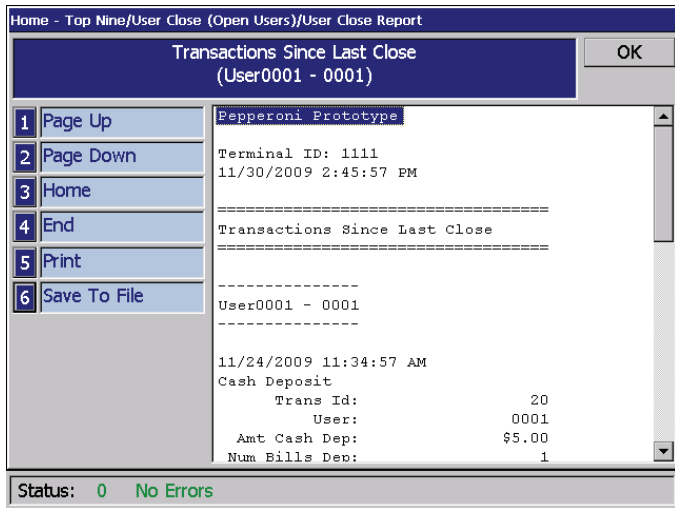 Home - Top Nine/User Close (Open Users)/User Close Report
Transactions Since Last Close
(User0001 - 0001)
OK
1 Page Up
2 Page Down
3 Home
4 End
5 Print
6 Save To File
Pepperoni Prototype
Terminal ID: 1111
11/30/2009 2:45:57 PM
===================================
Transactions Since Last Close
===================================
---------------
User0001 - 0001
---------------
11/24/2009 11:34:57 AM
Cash Deposit
Trans Id: 20
User: 0001
Amt Cash Dep: $5.00
Num Bills Dep: 1
Status: 0 No Errors